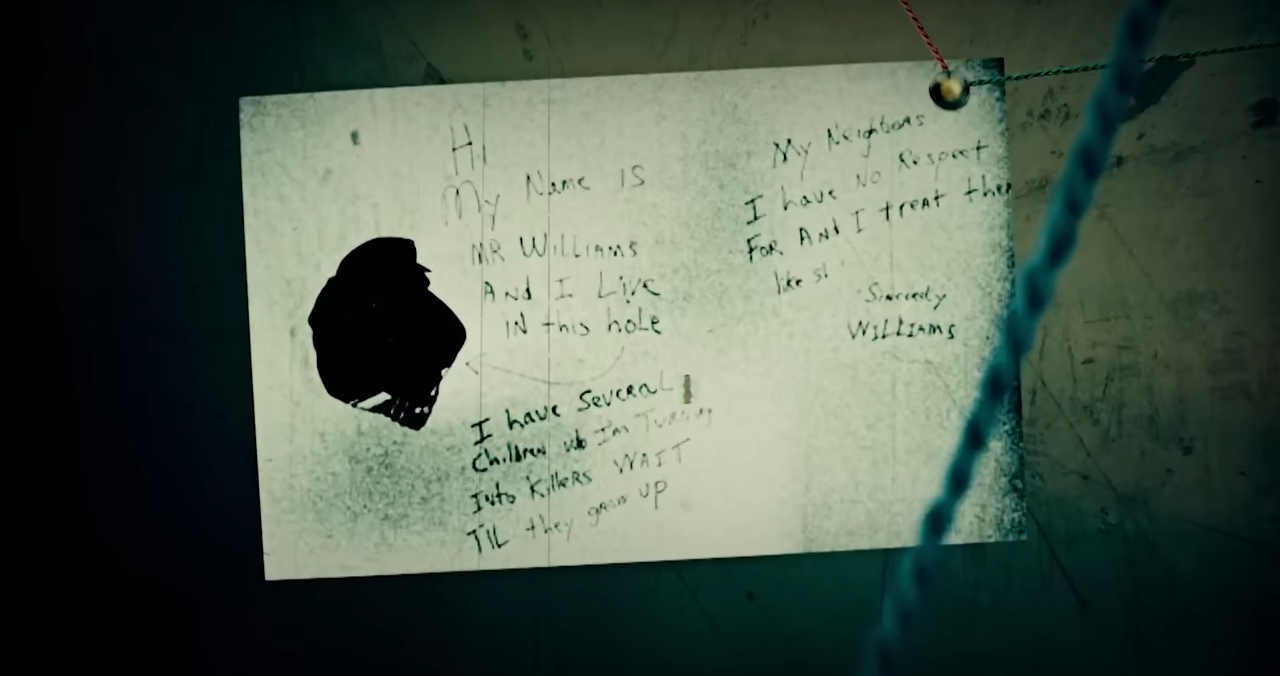 Hi
My Name IS
MR WILLIAMS
ANd I Live
IN this hole
I have SeveraL
Children who Im TURNing
INto KilleRs WAIT
TIL they grow up
My Neighbors
I have NO Respect
FOR ANd I treAt them
like
Sincerely
WILLIAMS